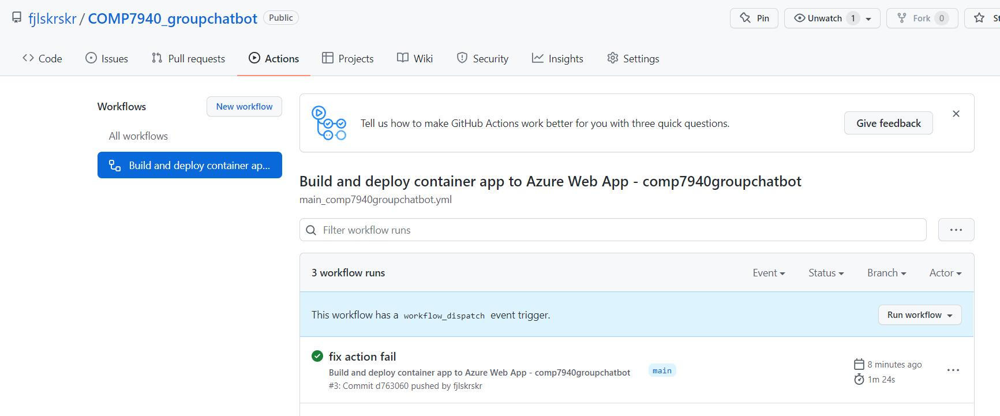 fjlskrskr / COMP7940_groupchatbot Public
Pin Unwatch 1 Fork 0
Code Issues Pull requests Actions Projects Wiki Security Insights Settings
Workflows New workflow
All workflows
Build and deploy container ap...
Tell us how to make GitHub Actions work better for you with three quick questions. Give feedback
Build and deploy container app to Azure Web App - comp7940groupchatbot
main_comp7940groupchatbot.yml
Filter workflow runs
3 workflow runs Event Status Branch Actor
This workflow has a workflow_dispatch event trigger. Run workflow
fix action fail
Build and deploy container app to Azure Web App - comp7940groupchatbot
#3: Commit d763060 pushed by fjlskrskr
main
8 minutes ago
1m 24s